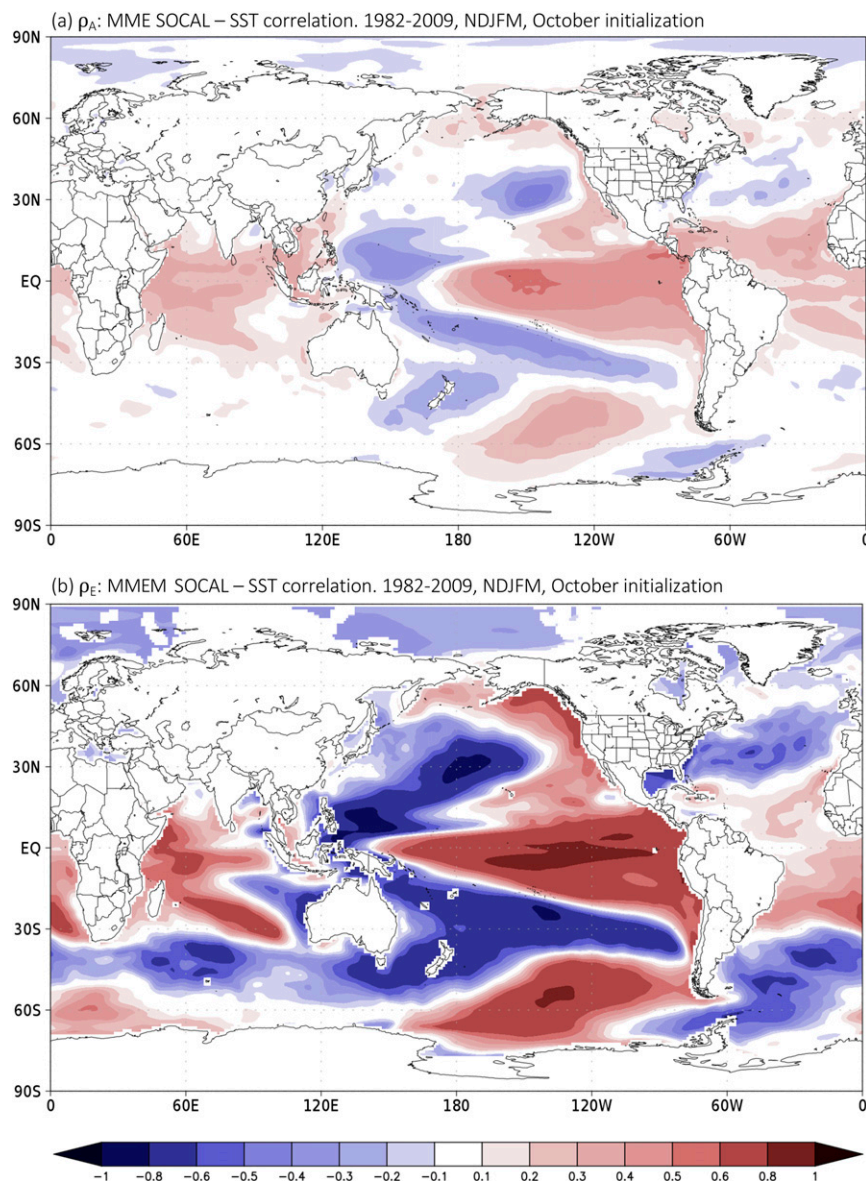 (a) ρA: MME SOCAL – SST correlation. 1982-2009, NDJFM, October initialization
90N
60N
30N
EQ
30S
60S
90S
0 60E 120E 180 120W 60W 0
(b) ρE: MMEM SOCAL – SST correlation. 1982-2009, NDJFM, October initialization
90N
60N
30N
EQ
30S
60S
90S
0 60E 120E 180 120W 60W 0
−1 −0.8 −0.6 −0.5 −0.4 −0.3 −0.2 −0.1 0.1 0.2 0.3 0.4 0.5 0.6 0.8 1